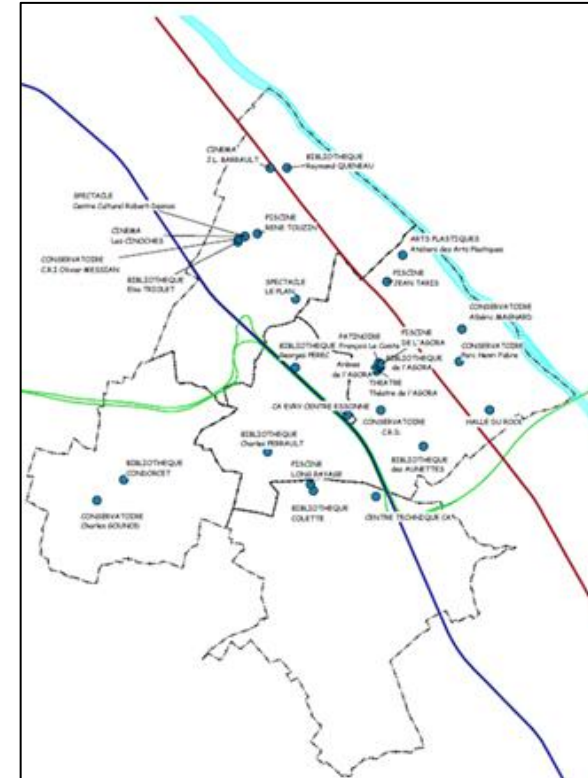 CINEMA
J.L. BARRAULT
BIBLIOTHEQUE
Raymond QUENEAU
SPECTACLE
Centre Culturel Robert Desnos
CINEMA
Les CINOCHES
PISCINE
RENE TOUZIN
CONSERVATOIRE
C.R.I Olivier MESSIAN
BIBLIOTHEQUE
Elsa TRIOLET
ARTS PLASTIQUES
Ateliers des Arts Plastiques
PISCINE
JEAN TARIS
SPECTACLE
LE PLAN
CONSERVATOIRE
Albéric MAGNARD
BIBLIOTHEQUE
Georges PEREC
PATINOIRE
François Le Comte
PISCINE
DE L'AGORA
Arènes
de l'AGORA
BIBLIOTHEQUE
de l'AGORA
CONSERVATOIRE
Parc Henri Fabre
THEATRE
Théatre de l'AGORA
CA EVRY CENTRE ESSONNE
CONSERVATOIRE
C.R.D.
HALLE DU ROCK
BIBLIOTHEQUE
Charles PERRAULT
BIBLIOTHEQUE
des AUNETTES
BIBLIOTHEQUE
CONDORCET
PISCINE
LONG RAYAGE
CONSERVATOIRE
Charles GOUNOD
BIBLIOTHEQUE
COLETTE
CENTRE TECHNIQUE CA